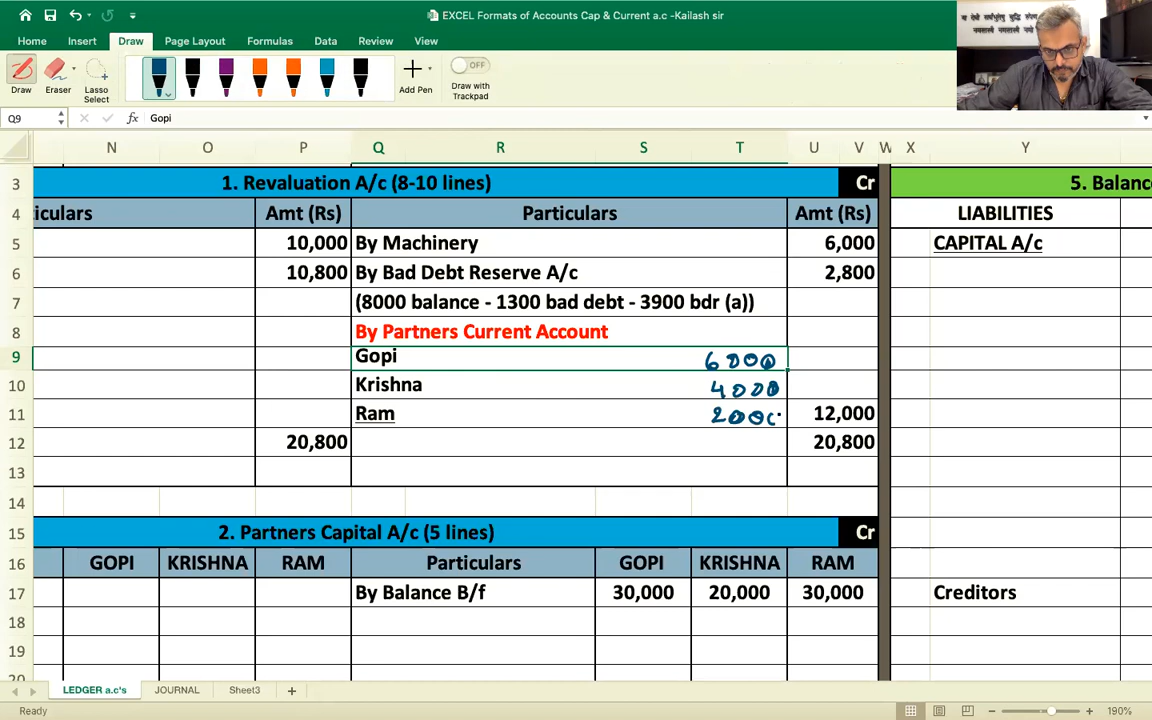 EXCEL Formats of Accounts Cap & Current a.c -Kailash sir
Home Insert Draw Page Layout Formulas Data Review View
OFF
Draw Eraser Lasso Select Add Pen Draw with Trackpad
Q9 fx Gopi
N O P Q R S T U V W X Y
3 1. Revaluation A/c (8-10 lines) Cr 5. Balanc
4 iculars Amt (Rs) Particulars Amt (Rs) LIABILITIES
5 10,000 By Machinery 6,000 CAPITAL A/c
6 10,800 By Bad Debt Reserve A/c 2,800
7 (8000 balance - 1300 bad debt - 3900 bdr (a))
8 By Partners Current Account
9 Gopi 6000
10 Krishna 4000
11 Ram 2000 12,000
12 20,800 20,800
13
14
15 2. Partners Capital A/c (5 lines) Cr
16 GOPI KRISHNA RAM Particulars GOPI KRISHNA RAM
17 By Balance B/f 30,000 20,000 30,000 Creditors
18
19
20
LEDGER a.c's JOURNAL Sheet3 +
Ready 190%